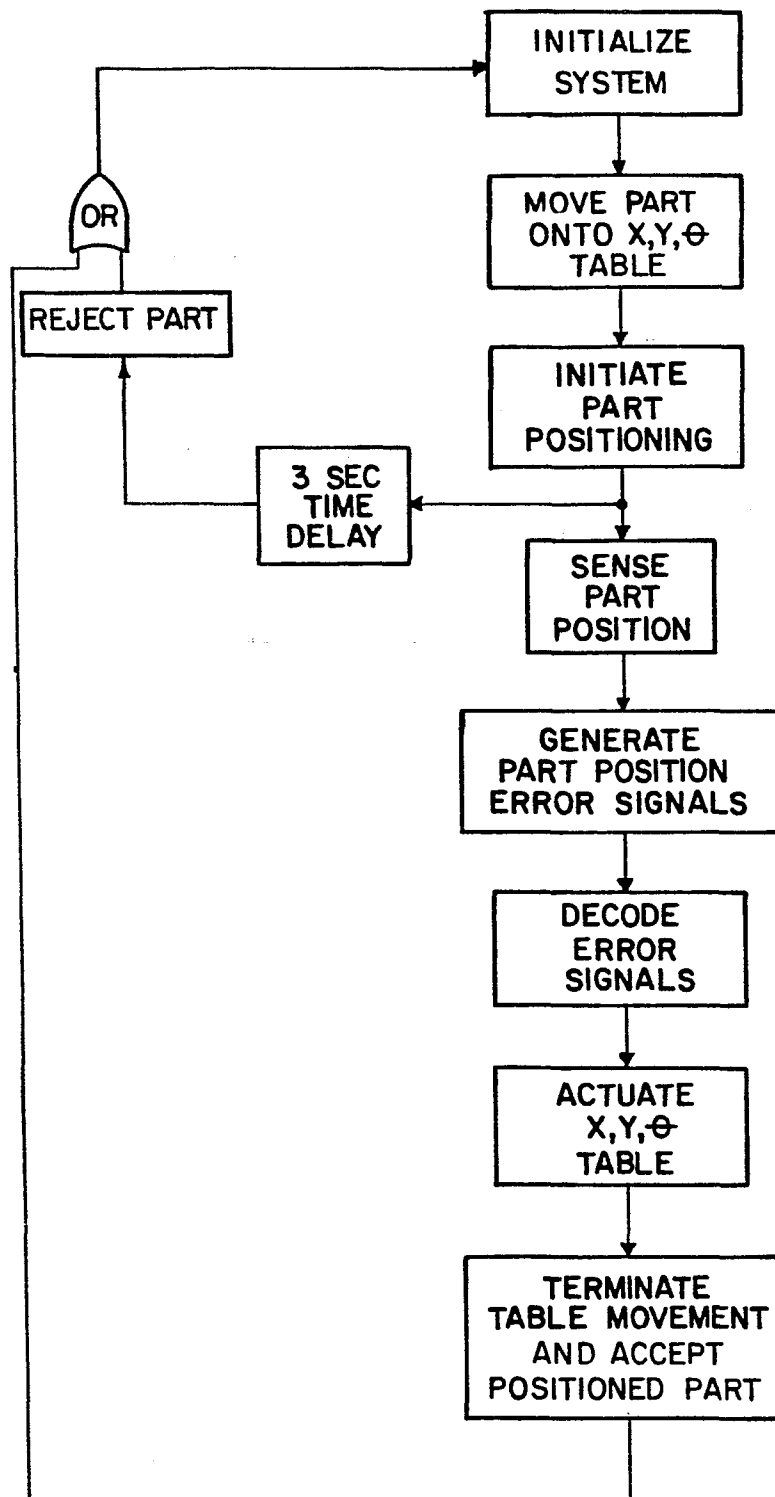 INITIALIZE
SYSTEM
OR
MOVE PART
ONTO X,Y,Θ
TABLE
REJECT PART
INITIATE
PART
POSITIONING
3 SEC
TIME
DELAY
SENSE
PART
POSITION
GENERATE
PART POSITION
ERROR SIGNALS
DECODE
ERROR
SIGNALS
ACTUATE
X,Y,Θ
TABLE
TERMINATE
TABLE MOVEMENT
AND ACCEPT
POSITIONED PART